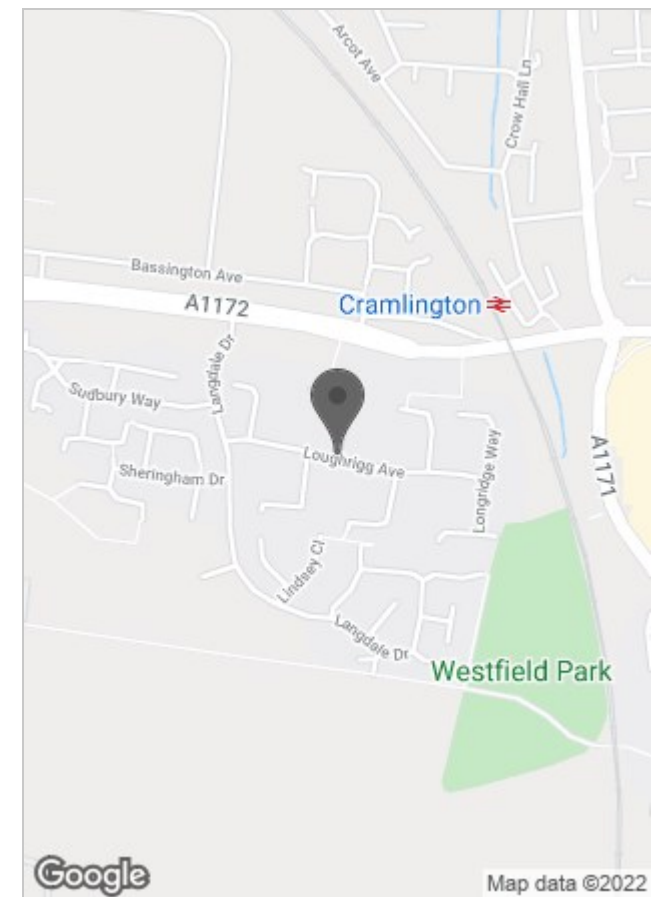 Arcot Ave
Crow Hall Ln
Bassington Ave
A1172
Cramlington
Langdale Dr
Sudbury Way
Loughrigg Ave
Longridge Way
A1171
Sheringham Dr
Lindsey Cl
Langdale Dr
Westfield Park
Google
Map data ©2022